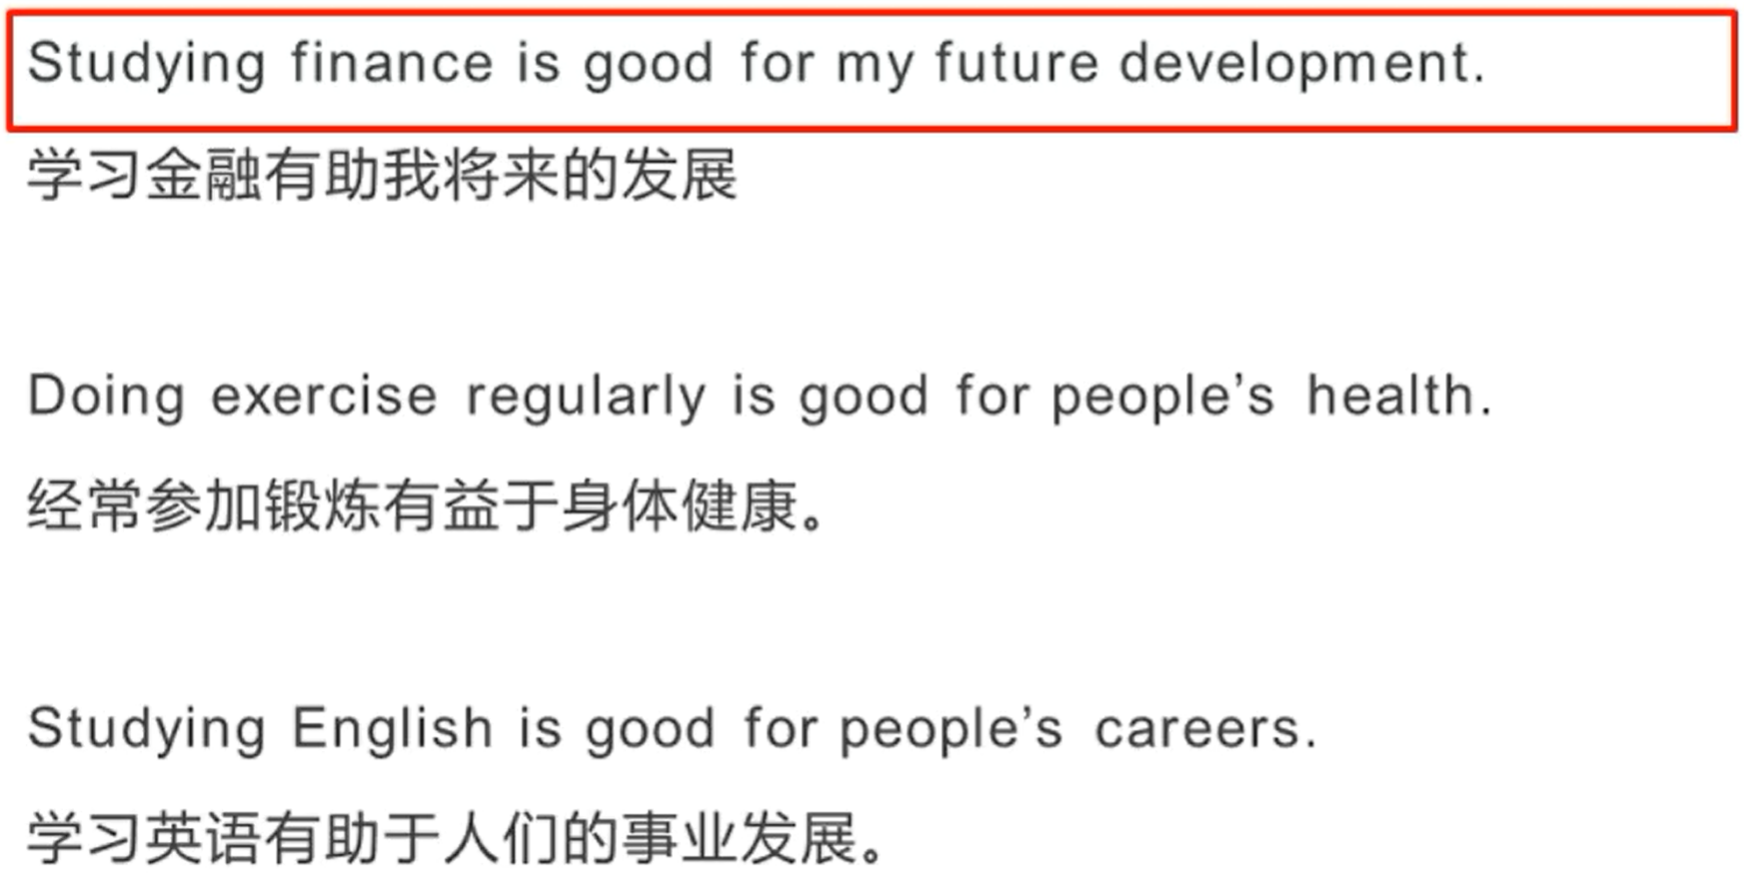 Studying finance is good for my future development.
学习金融有助我将来的发展
Doing exercise regularly is good for people’s health.
经常参加锻炼有益于身体健康。
Studying English is good for people’s careers.
学习英语有助于人们的事业发展。